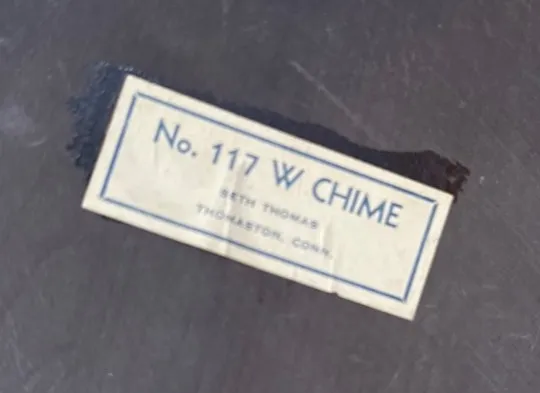 No. 117 W CHIME
SETH THOMAS
THOMASTON, CONN.